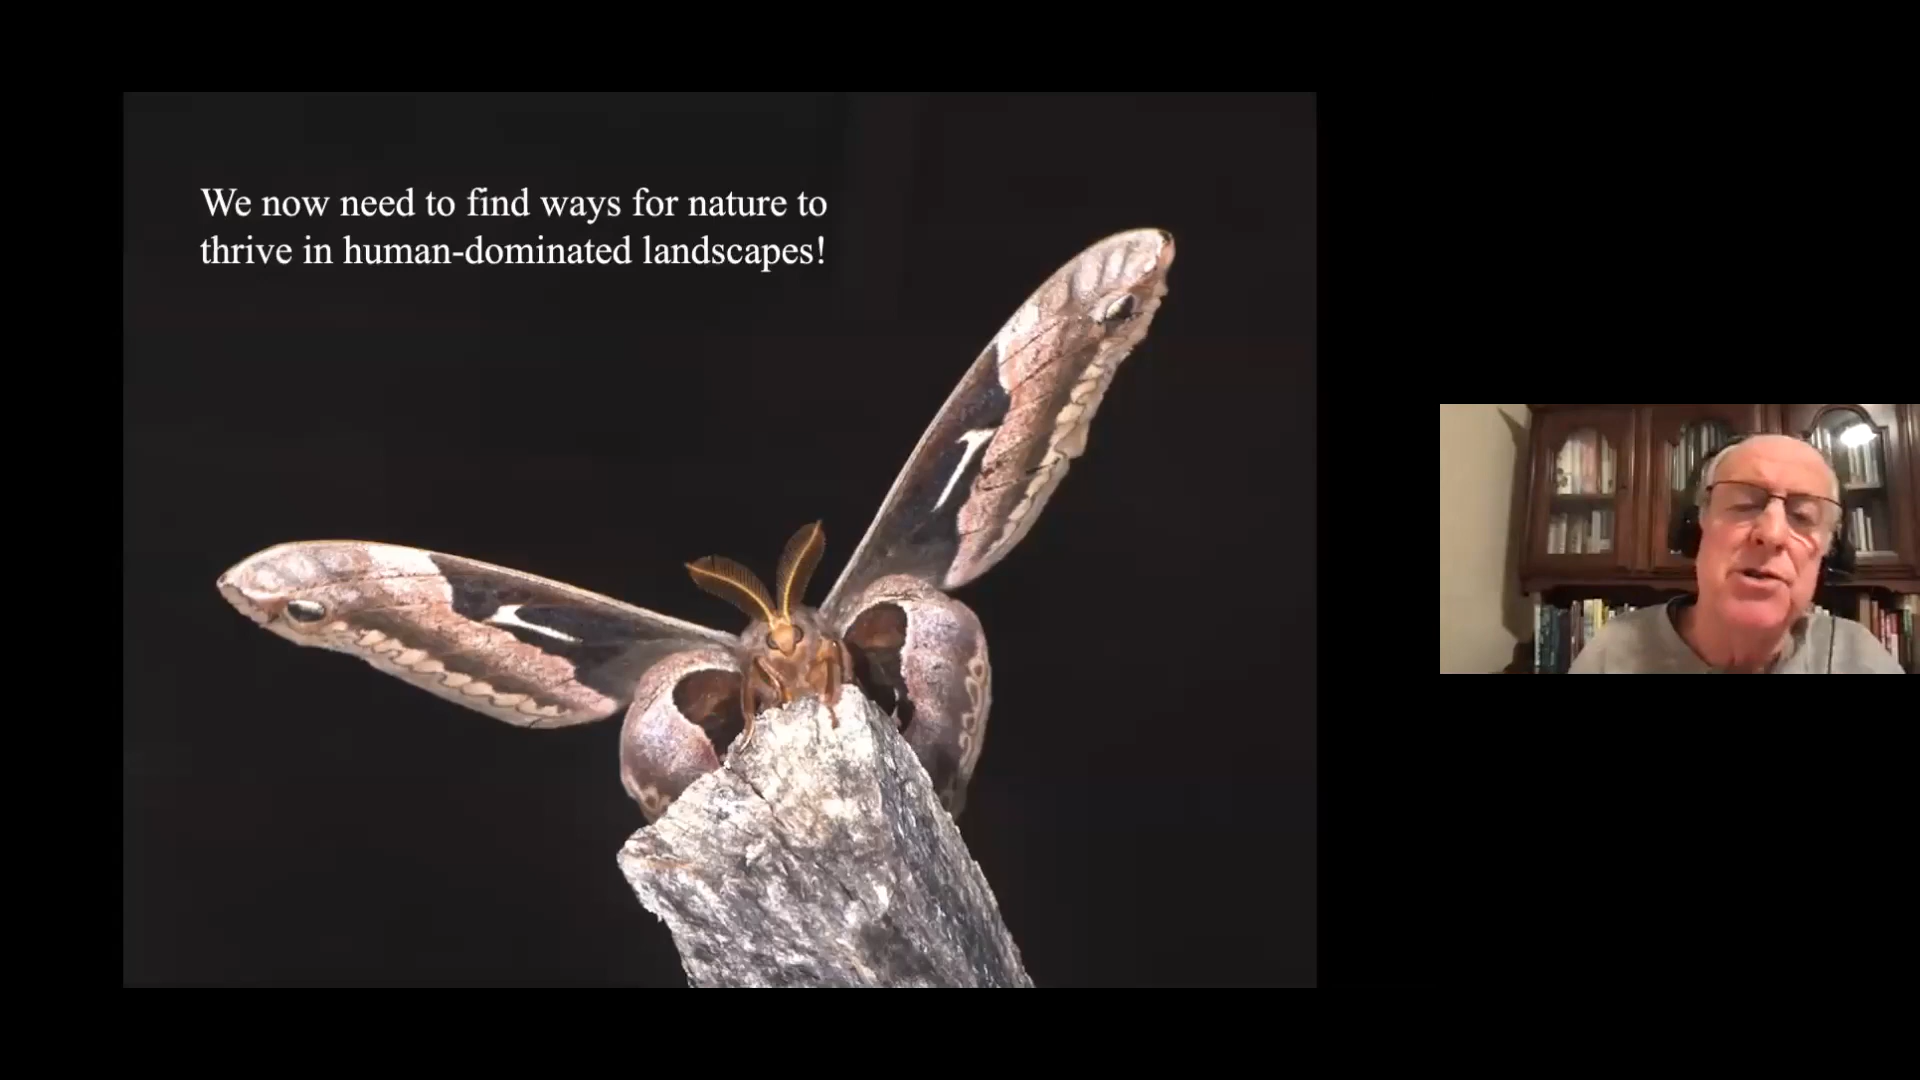 We now need to find ways for nature to
thrive in human-dominated landscapes!